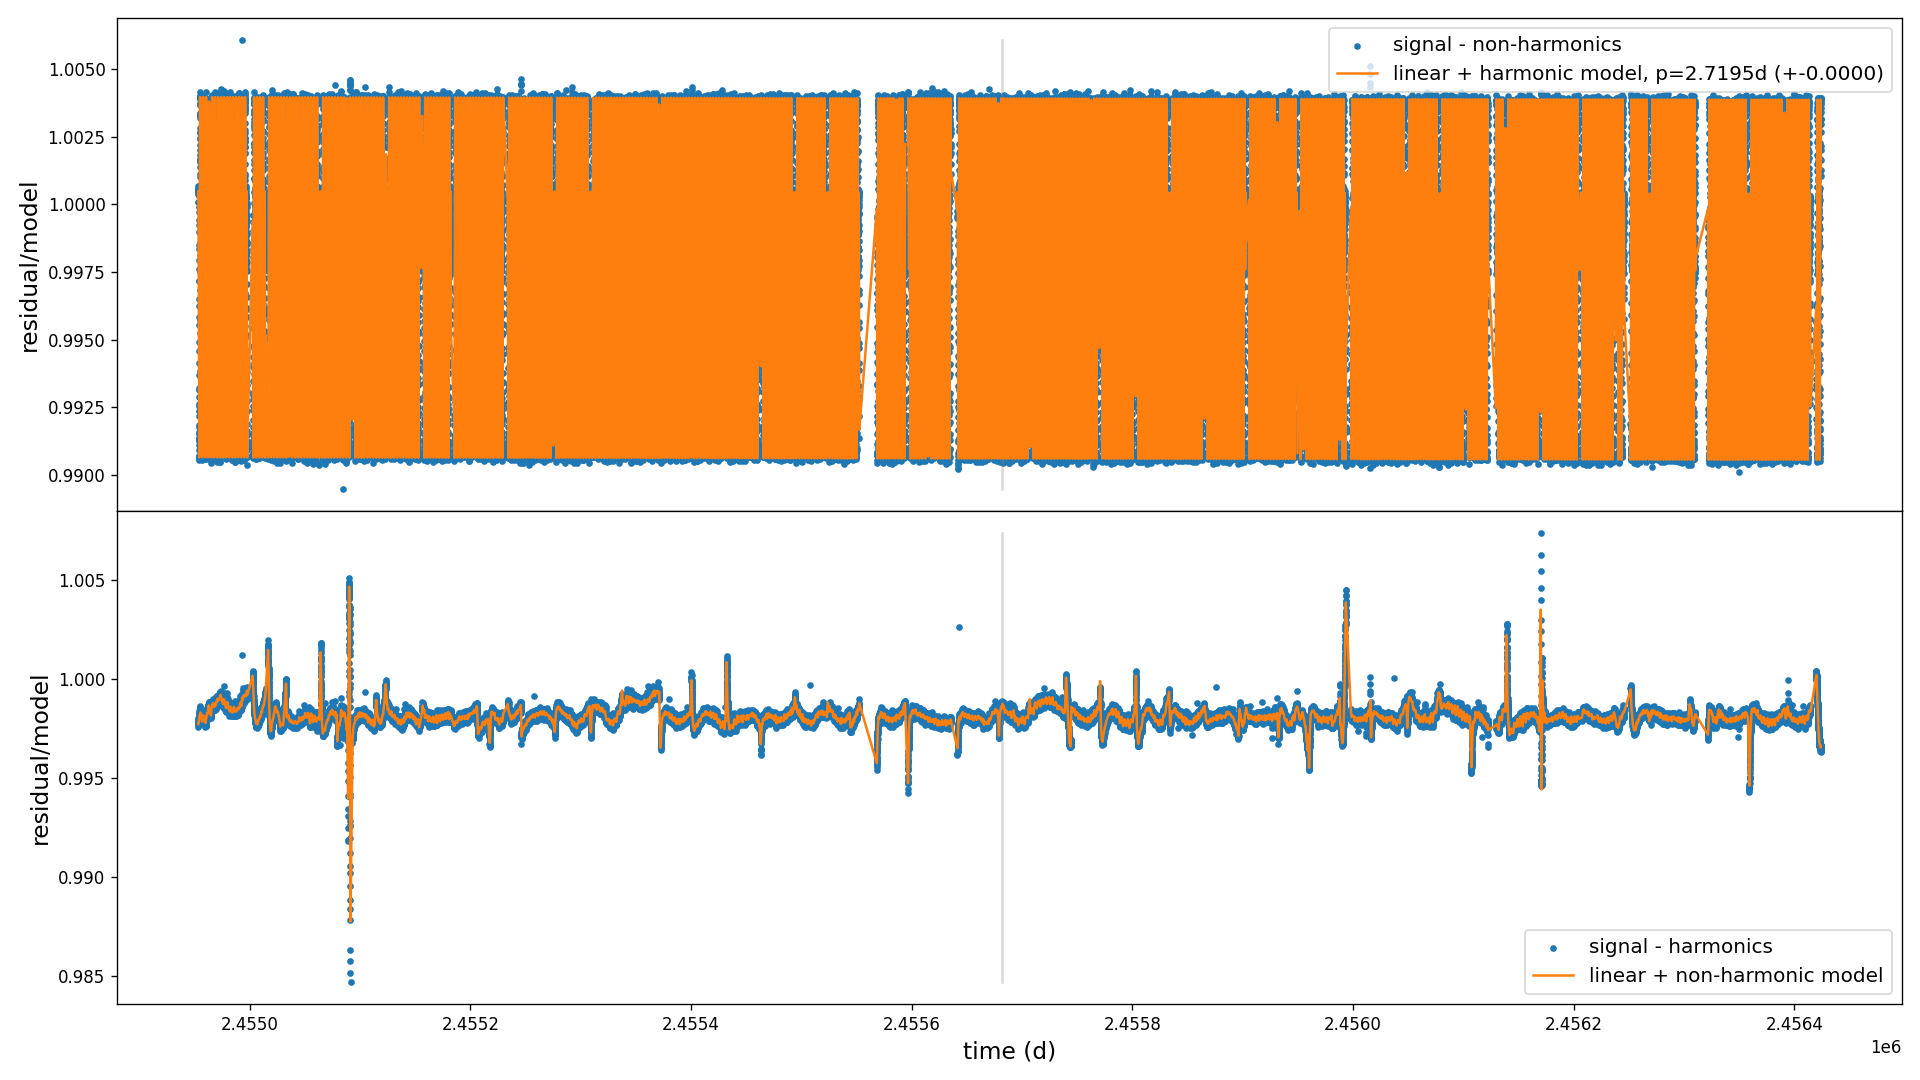 signal - non-harmonics
linear + harmonic model, p=2.7195d (+-0.0000)
residual/model
1.0050
1.0025
1.0000
0.9975
0.9950
0.9925
0.9900
residual/model
1.005
1.000
0.995
0.990
0.985
signal - harmonics
linear + non-harmonic model
2.4550 2.4552 2.4554 2.4556 2.4558 2.4560 2.4562 2.4564
1e6
time (d)